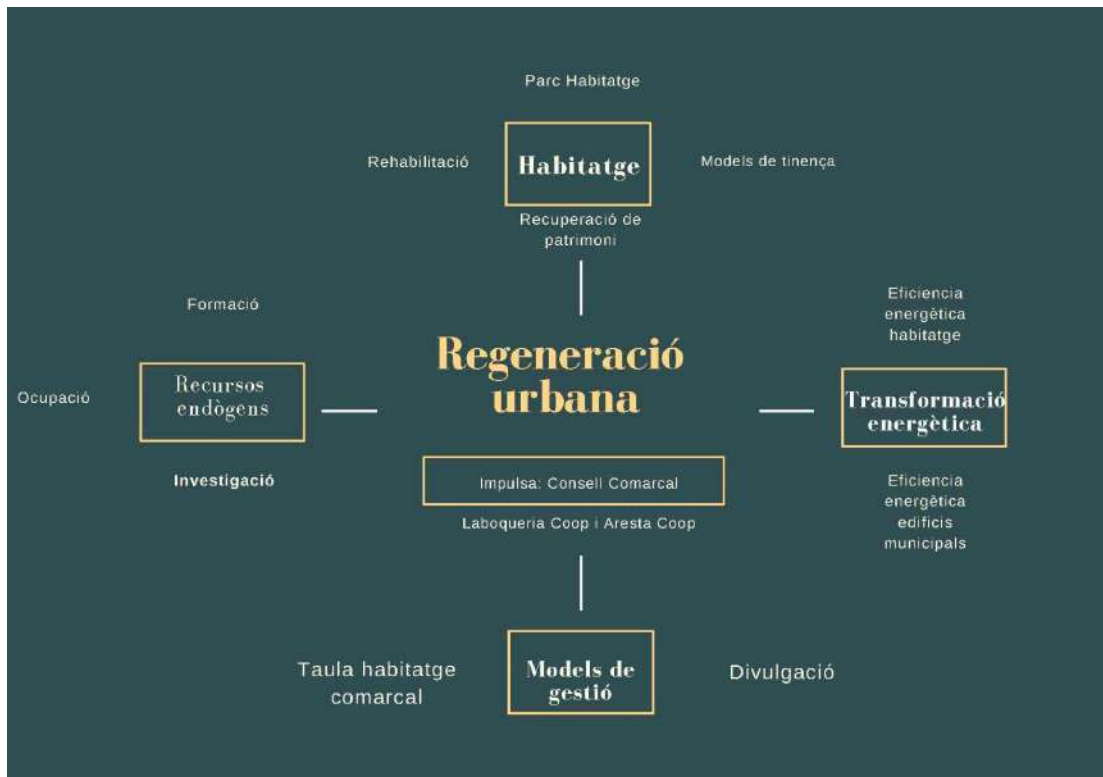 Parc Habitatge
Rehabilitació
Habitatge
Models de tinença
Recuperació de
patrimoni
Formació
Ocupació
Recursos
endògens
Investigació
Regeneració
urbana
Impulsa: Consell Comarcal
Laboqueria Coop i Aresta Coop
Eficiencia
energètica
habitatge
Transformació
energètica
Eficiencia
energètica
edificis
municipals
Taula habitatge
comarcal
Models de
gestió
Divulgació